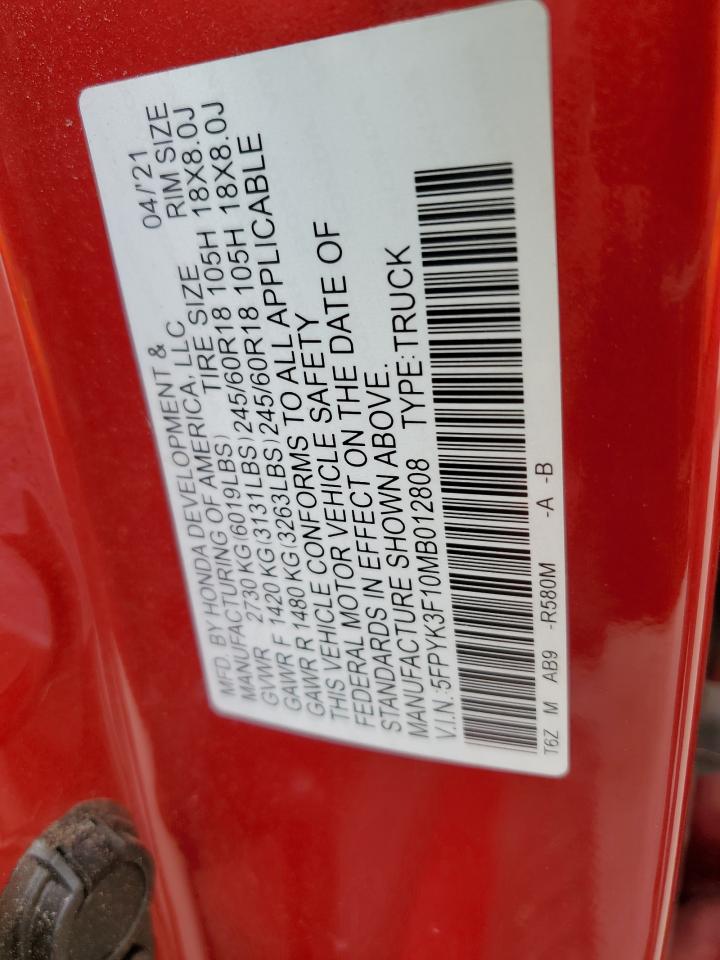 MFD. BY HONDA DEVELOPMENT & 04/'21
MANUFACTURING OF AMERICA, LLC
GVWR 2730 KG(6019LBS) TIRE SIZE RIM SIZE
GAWR F 1420 KG(3131LBS)245/60R18 105H 18X8.0J
GAWR R 1480 KG(3263LBS)245/60R18 105H 18X8.0J
THIS VEHICLE CONFORMS TO ALL APPLICABLE
FEDERAL MOTOR VEHICLE SAFETY
STANDARDS IN EFFECT ON THE DATE OF
MANUFACTURE SHOWN ABOVE.
V.I.N.:5FPYK3F10MB012808 TYPE:TRUCK
T6Z M AB9 -R580M -A -B